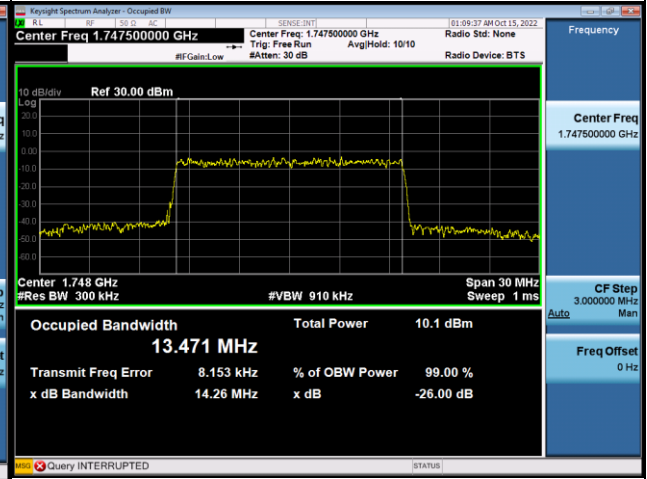 Keysight Spectrum Analyzer - Occupied BW
RL RF 50 Ω AC SENSE:INT 01:09:37 AM Oct 15, 2022
Center Freq 1.747500000 GHz
Center Freq: 1.747500000 GHz
Radio Std: None
Trig: Free Run Avg|Hold: 10/10
#IFGain:Low
#Atten: 30 dB
Radio Device: BTS
Frequency
10 dB/div Ref 30.00 dBm
Log
20.0
10.0
0.00
-10.0
-20.0
-30.0
-40.0
-50.0
-60.0
Center 1.748 GHz Span 30 MHz
#Res BW 300 kHz #VBW 910 kHz Sweep 1 ms
Occupied Bandwidth
13.471 MHz
Total Power 10.1 dBm
Transmit Freq Error 8.153 kHz % of OBW Power 99.00 %
x dB Bandwidth 14.26 MHz x dB -26.00 dB
Center Freq
1.747500000 GHz
CF Step
3.000000 MHz
Auto Man
Freq Offset
0 Hz
MSG Query INTERRUPTED STATUS